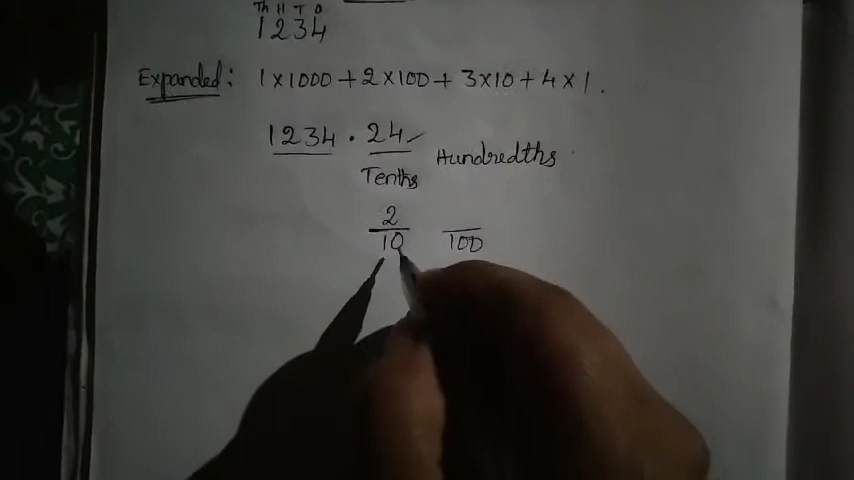 Th H T O
1234
Expanded: 1×1000 + 2×100 + 3×10 + 4×1.
1234 . 24
Tenths Hundredths
2
10 100